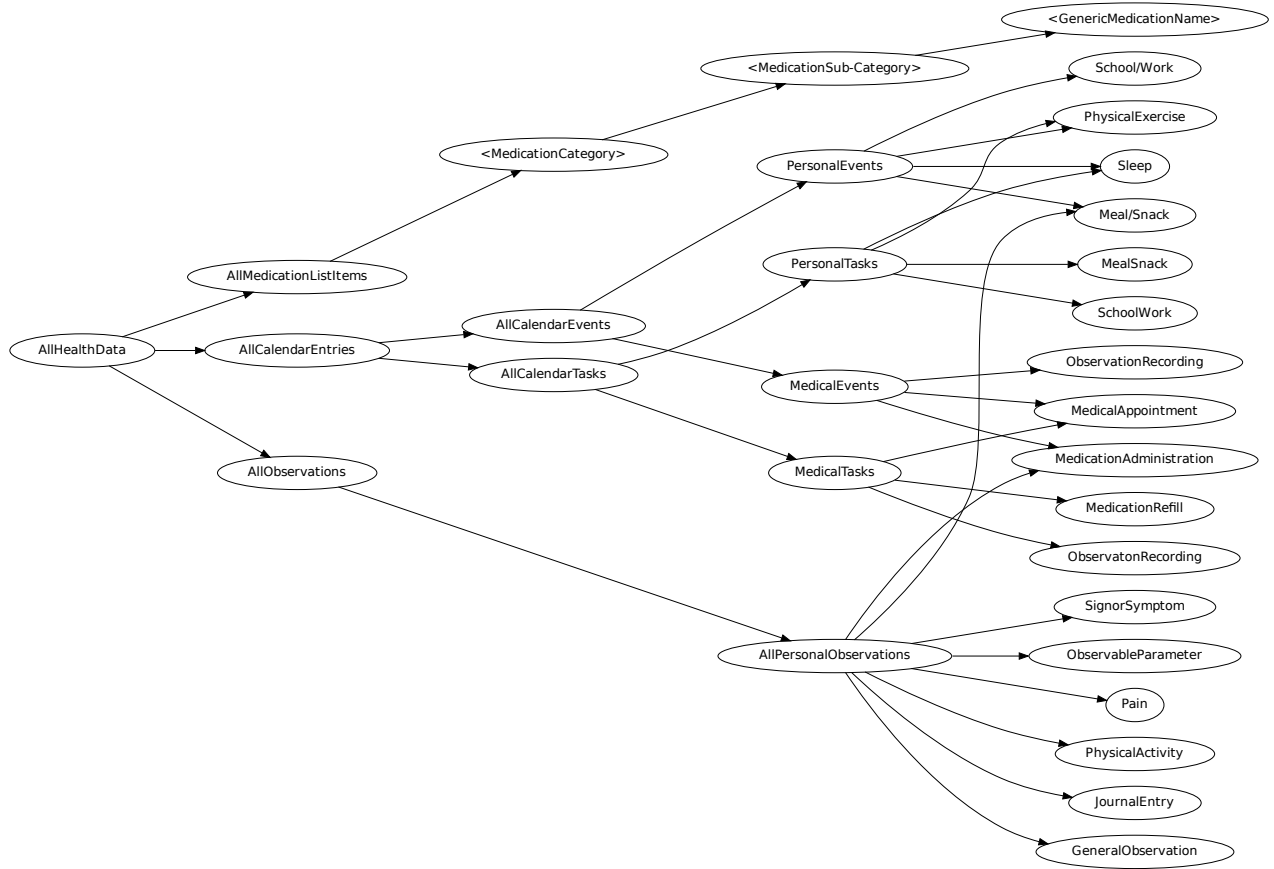 <GenericMedicationName>
<MedicationSub-Category>
School/Work
PhysicalExercise
<MedicationCategory>
PersonalEvents
Sleep
Meal/Snack
AllMedicationListItems
PersonalTasks
MealSnack
SchoolWork
AllCalendarEvents
AllHealthData
AllCalendarEntries
ObservationRecording
AllCalendarTasks
MedicalEvents
MedicalAppointment
MedicationAdministration
AllObservations
MedicalTasks
MedicationRefill
ObservatonRecording
SignorSymptom
AllPersonalObservations
ObservableParameter
Pain
PhysicalActivity
JournalEntry
GeneralObservation